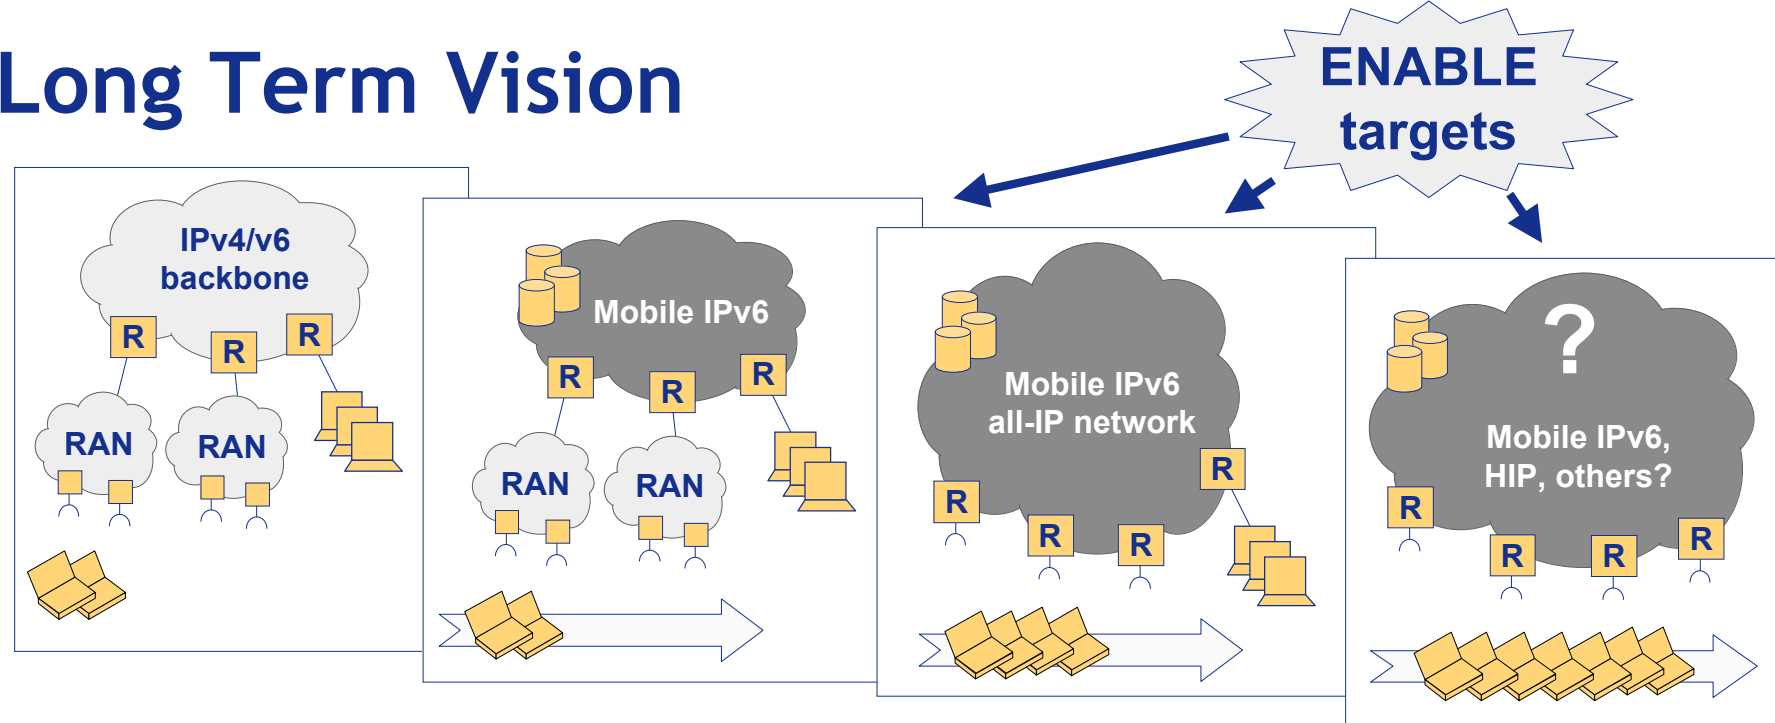 Long Term Vision
ENABLE
targets
IPv4/v6
backbone
R
R
R
RAN
RAN
Mobile IPv6
R
R
R
RAN
RAN
Mobile IPv6
all-IP network
R
R
R
R
?
Mobile IPv6,
HIP, others?
R
R
R
R